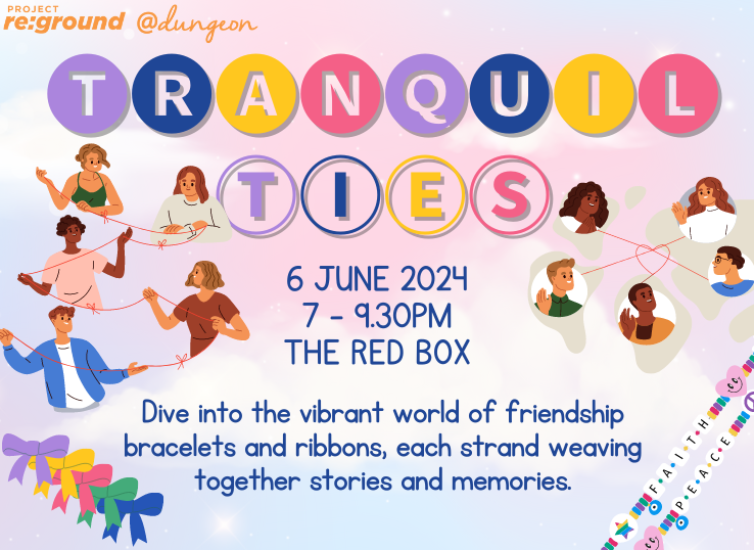 PROJECT
re:ground @dungeon
TRANQUIL
TIES
6 JUNE 2024
7 - 9.30PM
THE RED BOX
Dive into the vibrant world of friendship
bracelets and ribbons, each strand weaving
together stories and memories.
FAITH
PEACE